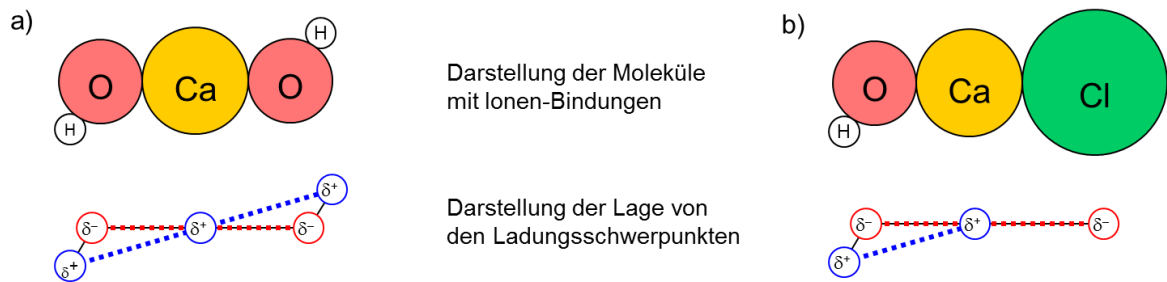 a)
H
O
Ca
O
H
Darstellung der Moleküle
mit Ionen-Bindungen
b)
O
Ca
Cl
H
δ⁺
δ⁻
δ⁺
δ⁻
δ⁺
Darstellung der Lage von
den Ladungsschwerpunkten
δ⁻
δ⁺
δ⁻
δ⁺